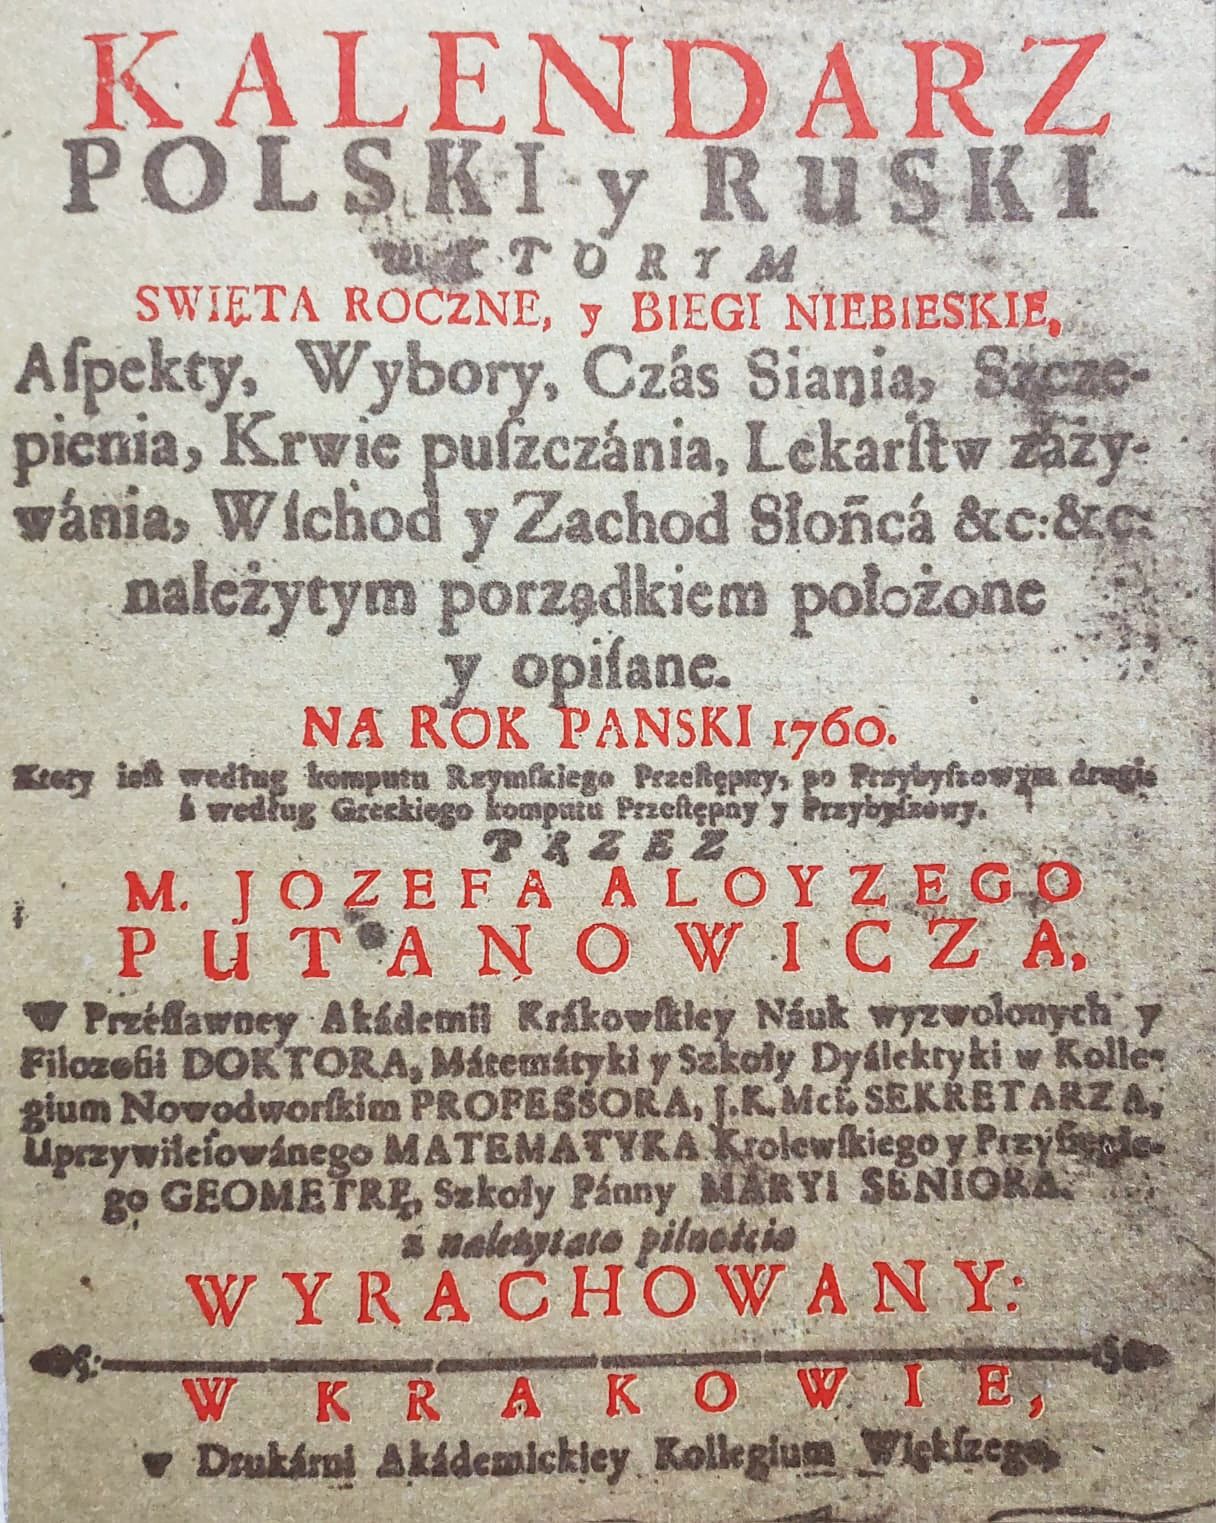 KALENDARZ
POLSKI y RuSKI
W KTORYM
SWIĘTA ROCZNE, y BIEGI NIEBIESKIE,
Aſpekty, Wybory, Czás Siania, Szcze-
pienia, Krwie puſzczánia, Lekarſtw záży-
wánia, Wſchod y Zachod Słońcá &c: &c:
należytym porządkiem położone
y opiſane.
NA ROK PANSKI 1760.
Ktory ieſt według komputu Rzymſkiego Przeſtępny, po Przybyſzowym drugi
á według Greckiego komputu Przeſtępny y Przybyſzowy.
PRZEZ
M. JOZEFA ALOYZEGO
PUTANOWICZA,
W Prześławney Akádemii Krákowſkiey Náuk wyzwolonych y
Filozofii DOKTORA, Mátemátyki y Szkoły Dyálektyki w Kolle-
gium Nowodworſkim PROFESSORA, J.K.Mci. SEKRETARZA,
Uprzywileiowánego MATEMATYKA Krolewſkiego y Przyſięgłe-
go GEOMETRĘ, Szkoły Pánny MARYI SENIORA.
z należytato pilnoścìo
WYRACHOWANY:
W KRAKOWIE,
w Drukárni Akádemickiey Kollegium Więkſzego,